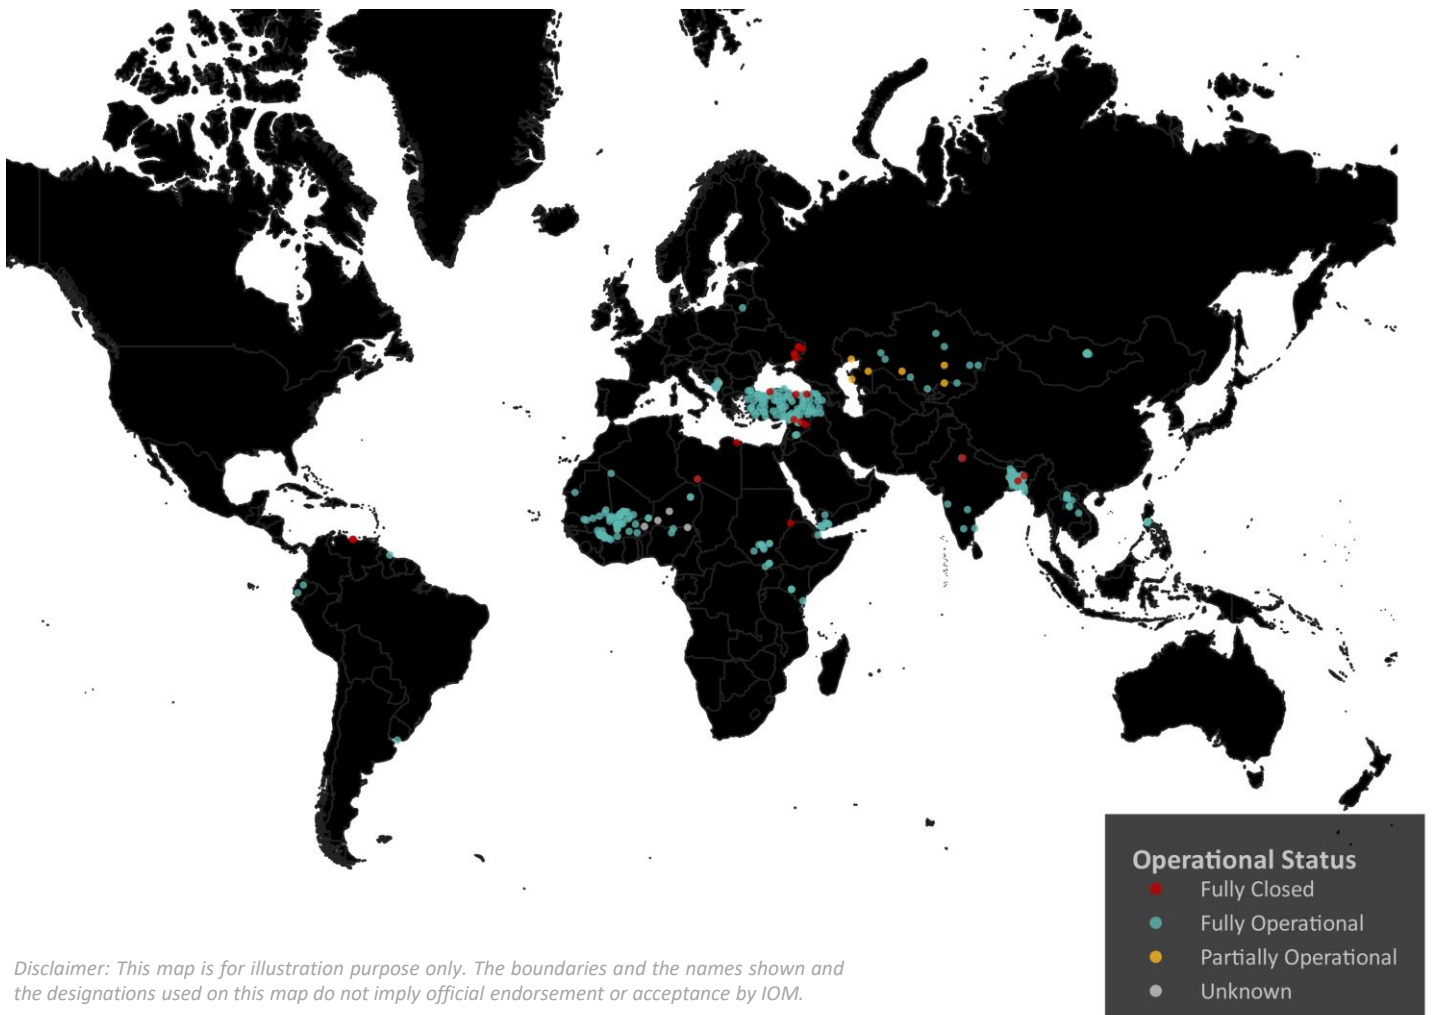 Operational Status
Fully Closed
Fully Operational
Partially Operational
Unknown
Disclaimer: This map is for illustration purpose only. The boundaries and the names shown and
the designations used on this map do not imply official endorsement or acceptance by IOM.